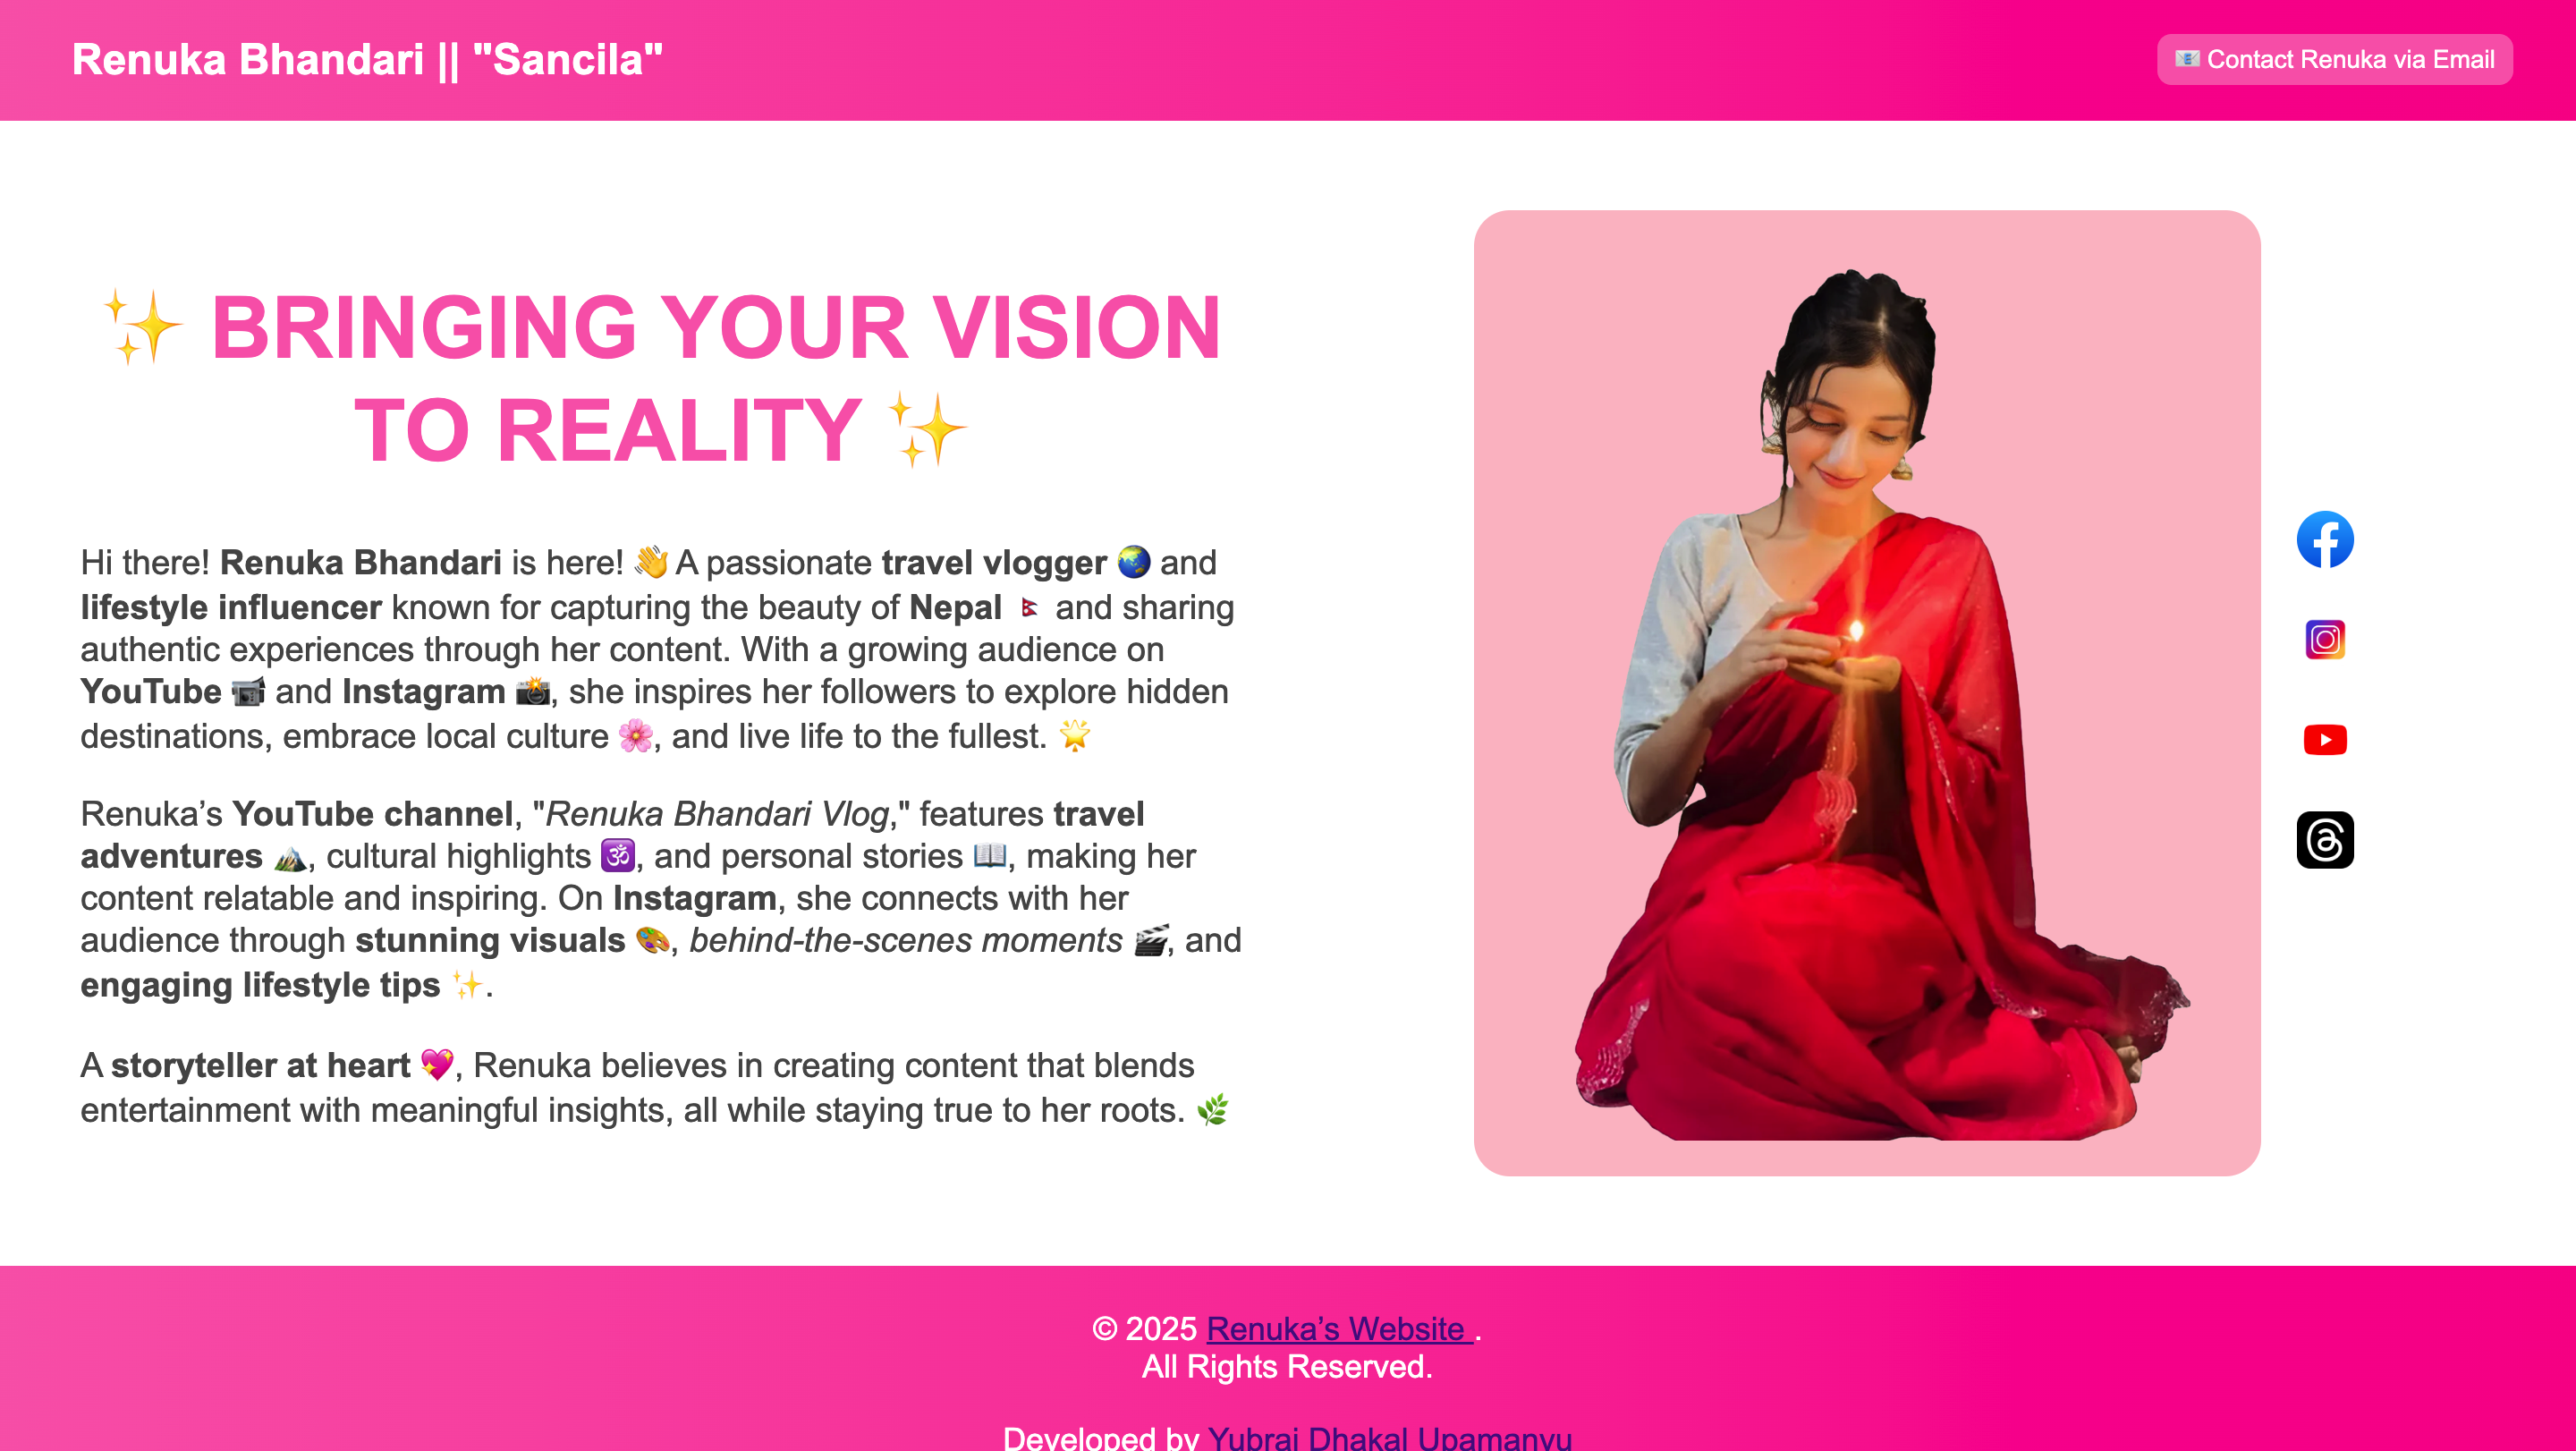 Renuka Bhandari || "Sancila"
📧 Contact Renuka via Email
✨ BRINGING YOUR VISION
TO REALITY ✨
Hi there! Renuka Bhandari is here! 👋 A passionate travel vlogger 🌏 and
lifestyle influencer known for capturing the beauty of Nepal 🇳🇵 and sharing
authentic experiences through her content. With a growing audience on
YouTube 📹 and Instagram 📸, she inspires her followers to explore hidden
destinations, embrace local culture 🌸, and live life to the fullest. 🌟
Renuka’s YouTube channel, "Renuka Bhandari Vlog," features travel
adventures 🏔️, cultural highlights 🕉️, and personal stories 📖, making her
content relatable and inspiring. On Instagram, she connects with her
audience through stunning visuals 🎨, behind-the-scenes moments 🎬, and
engaging lifestyle tips ✨.
A storyteller at heart 💖, Renuka believes in creating content that blends
entertainment with meaningful insights, all while staying true to her roots. 🌿
© 2025 Renuka’s Website .
All Rights Reserved.
Developed by Yubraj Dhakal Upamanyu